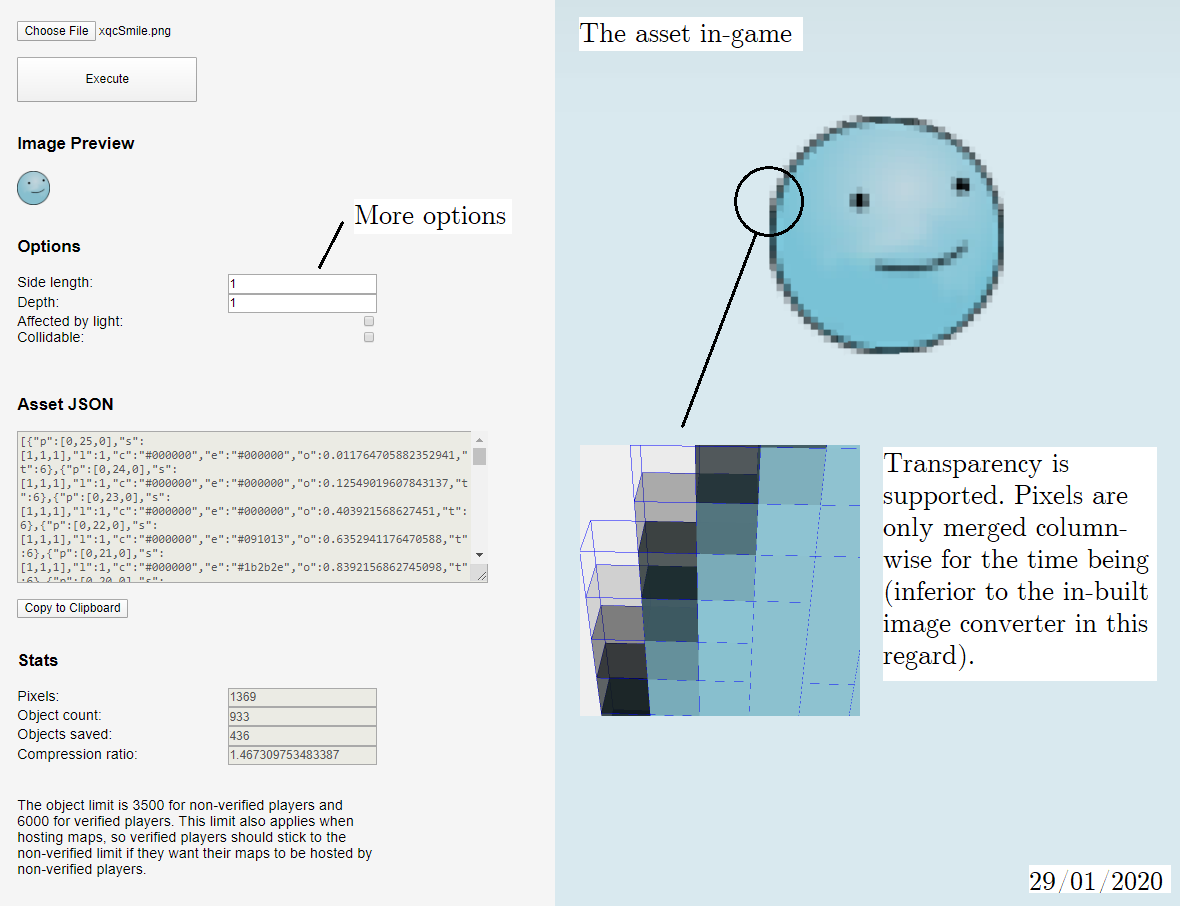 Choose File xqcSmile.png
Execute
Image Preview
Options
Side length: 1
Depth: 1
Affected by light:
Collidable:
Asset JSON
[{"p":[0,25,0],"s":
[1,1,1],"l":1,"c":"#000000","e":"#000000","o":0.011764705882352941,"
t":6},{"p":[0,24,0],"s":
[1,1,1],"l":1,"c":"#000000","e":"#000000","o":0.12549019607843137,"t
":6},{"p":[0,23,0],"s":
[1,1,1],"l":1,"c":"#000000","e":"#000000","o":0.403921568627451,"t":
6},{"p":[0,22,0],"s":
[1,1,1],"l":1,"c":"#000000","e":"#091013","o":0.6352941176470588,"t"
:6},{"p":[0,21,0],"s":
[1,1,1],"l":1,"c":"#000000","e":"#1b2b2e","o":0.8392156862745098,"t"
:6},{"p":[0,20,0],"s":
Copy to Clipboard
Stats
Pixels: 1369
Object count: 933
Objects saved: 436
Compression ratio: 1.467309753483387
The object limit is 3500 for non-verified players and
6000 for verified players. This limit also applies when
hosting maps, so verified players should stick to the
non-verified limit if they want their maps to be hosted by
non-verified players.
More options
The asset in-game
Transparency is
supported. Pixels are
only merged column-
wise for the time being
(inferior to the in-built
image converter in this
regard).
29/01/2020